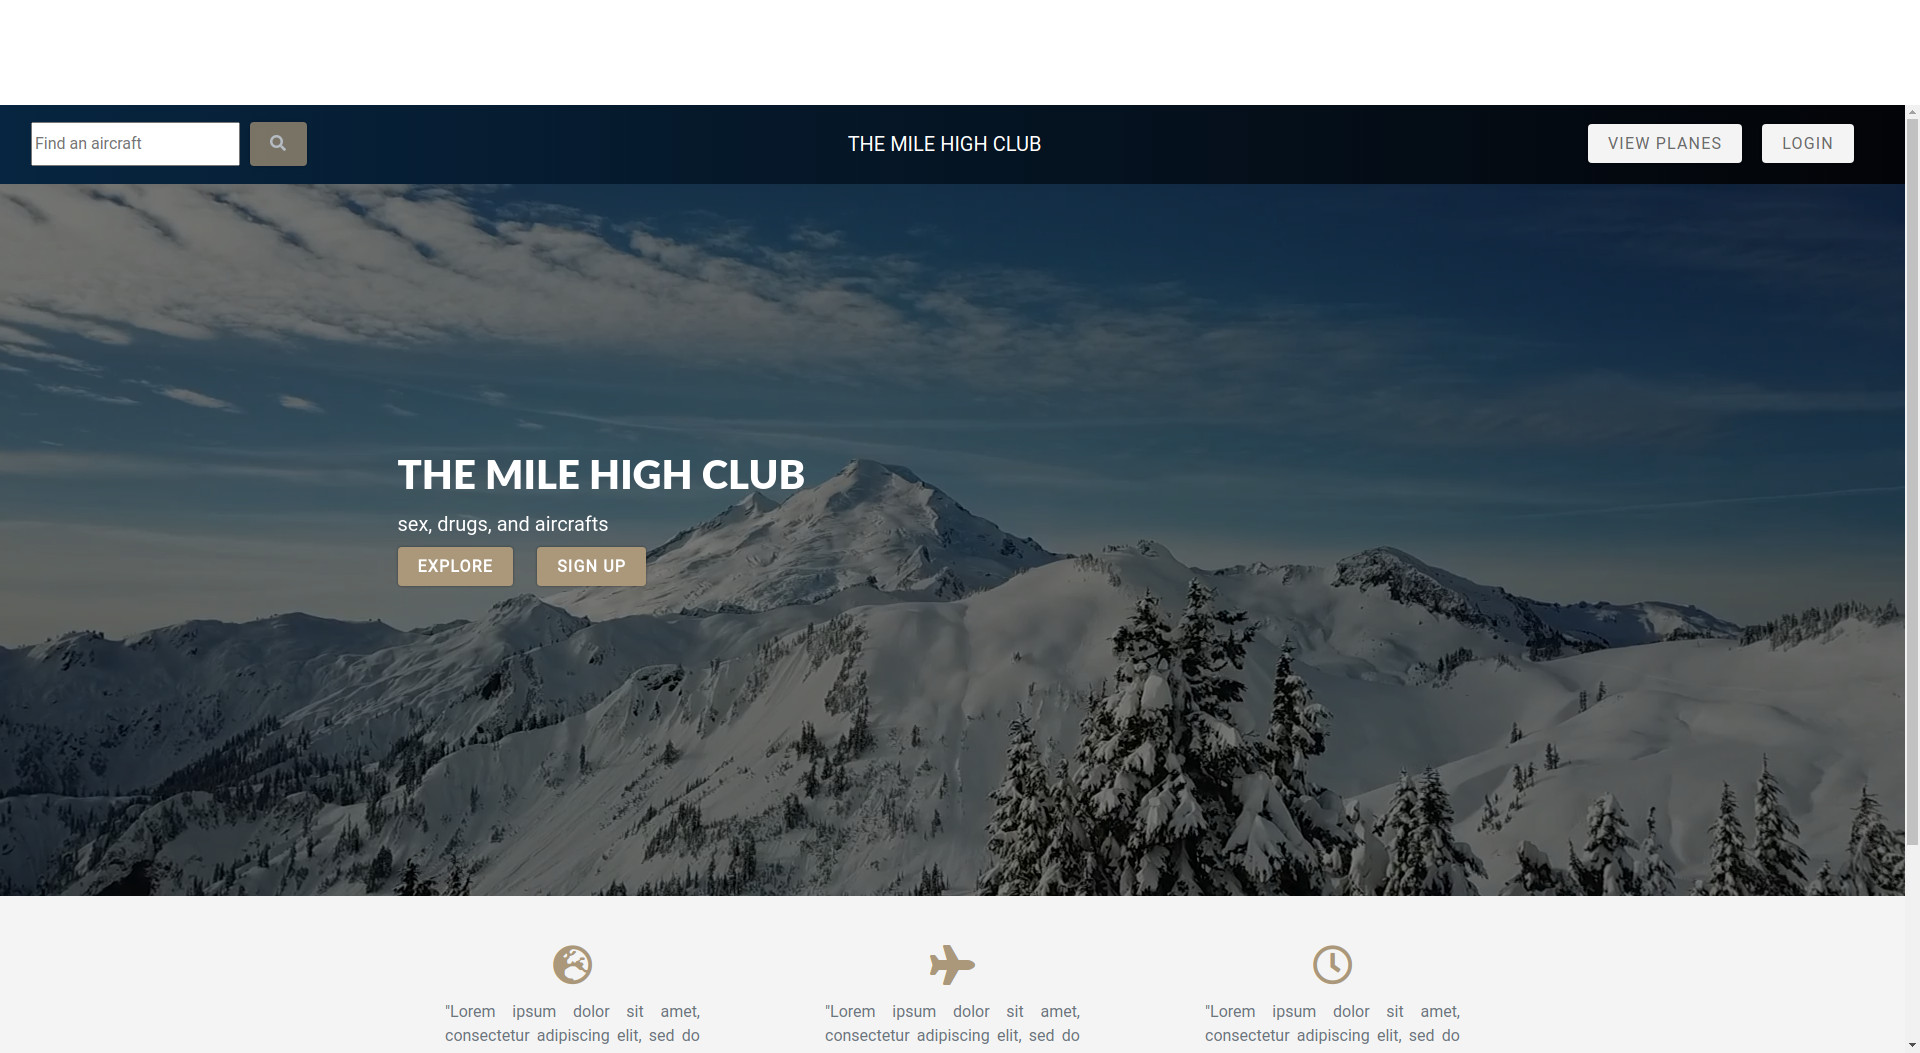 Find an aircraft
THE MILE HIGH CLUB
VIEW PLANES
LOGIN
THE MILE HIGH CLUB
sex, drugs, and aircrafts
EXPLORE
SIGN UP
"Lorem ipsum dolor sit amet,
consectetur adipiscing elit, sed do
"Lorem ipsum dolor sit amet,
consectetur adipiscing elit, sed do
"Lorem ipsum dolor sit amet,
consectetur adipiscing elit, sed do